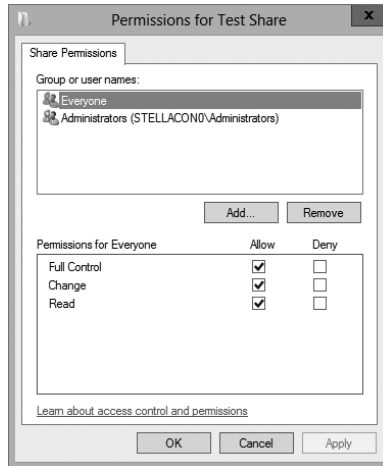 Permissions for Test Share
x
Share Permissions
Group or user names:
Everyone
Administrators (STELLACON0\Administrators)
Add...
Remove
Permissions for Everyone
Allow
Deny
Full Control
Change
Read
Learn about access control and permissions
OK
Cancel
Apply